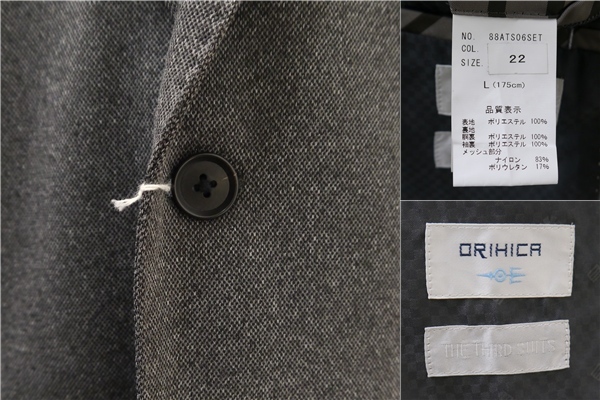 NO. 88ATS06SET
COL. 22
SIZE.
L (175cm)
品質表示
表地 ポリエステル 100%
裏地
胴裏 ポリエステル 100%
袖裏 ポリエステル 100%
メッシュ部分
ナイロン 83%
ポリウレタン 17%
ORIHICA
THE THIRD SUITS